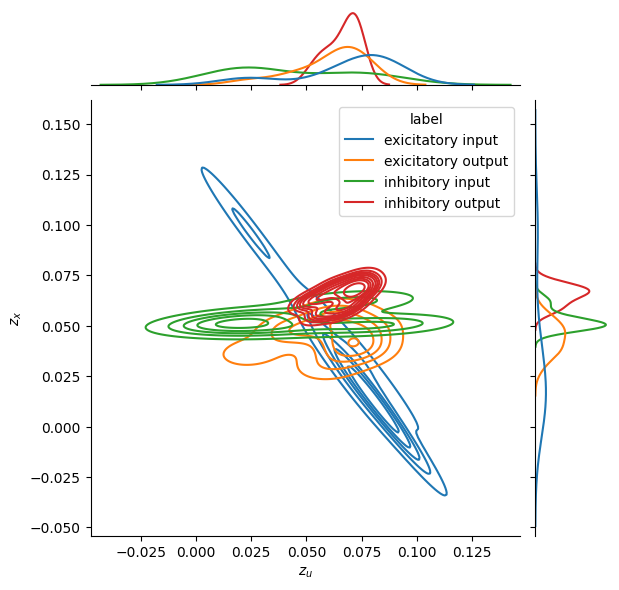 label
exicitatory input
exicitatory output
inhibitory input
inhibitory output
0.150
0.125
0.100
0.075
0.050
0.025
0.000
−0.025
−0.050
z_x
−0.025 0.000 0.025 0.050 0.075 0.100 0.125
z_u